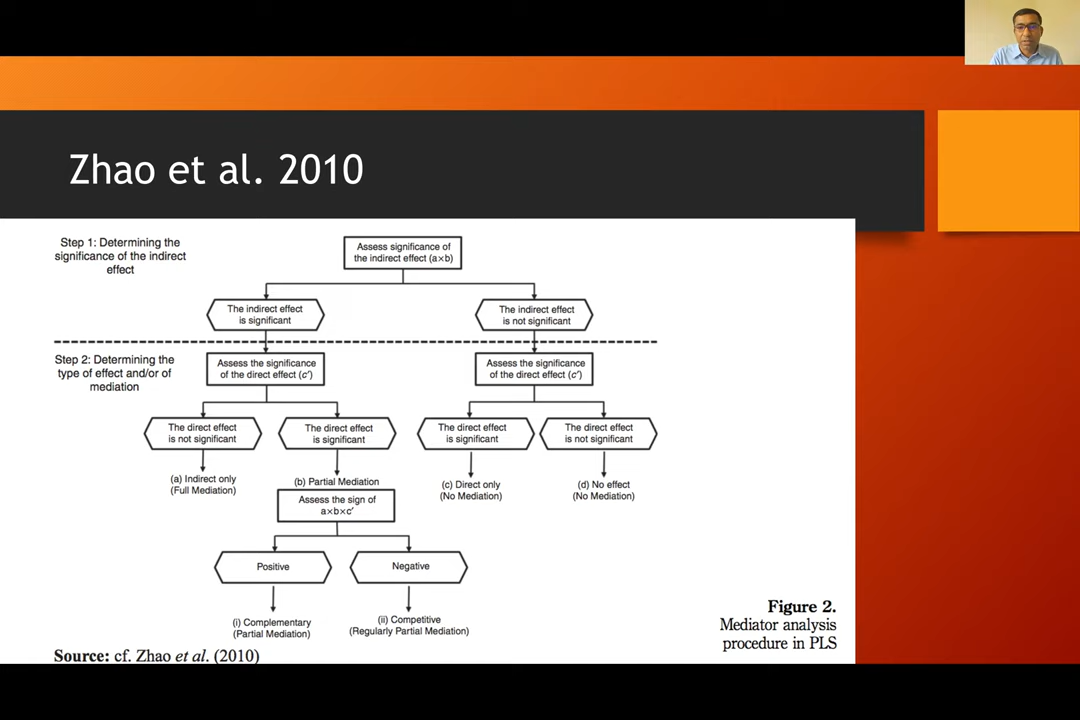 Zhao et al. 2010
Step 1: Determining the
significance of the indirect
effect
Assess significance of
the indirect effect (a×b)
The indirect effect
is significant
The indirect effect
is not significant
Step 2: Determining the
type of effect and/or of
mediation
Assess the significance
of the direct effect (c′)
Assess the significance
of the direct effect (c′)
The direct effect
is not significant
The direct effect
is significant
The direct effect
is significant
The direct effect
is not significant
(a) Indirect only
(Full Mediation)
(b) Partial Mediation
(c) Direct only
(No Mediation)
(d) No effect
(No Mediation)
Assess the sign of
a×b×c′
Positive
Negative
(i) Complementary
(Partial Mediation)
(ii) Competitive
(Regularly Partial Mediation)
Figure 2.
Mediator analysis
procedure in PLS
Source: cf. Zhao et al. (2010)